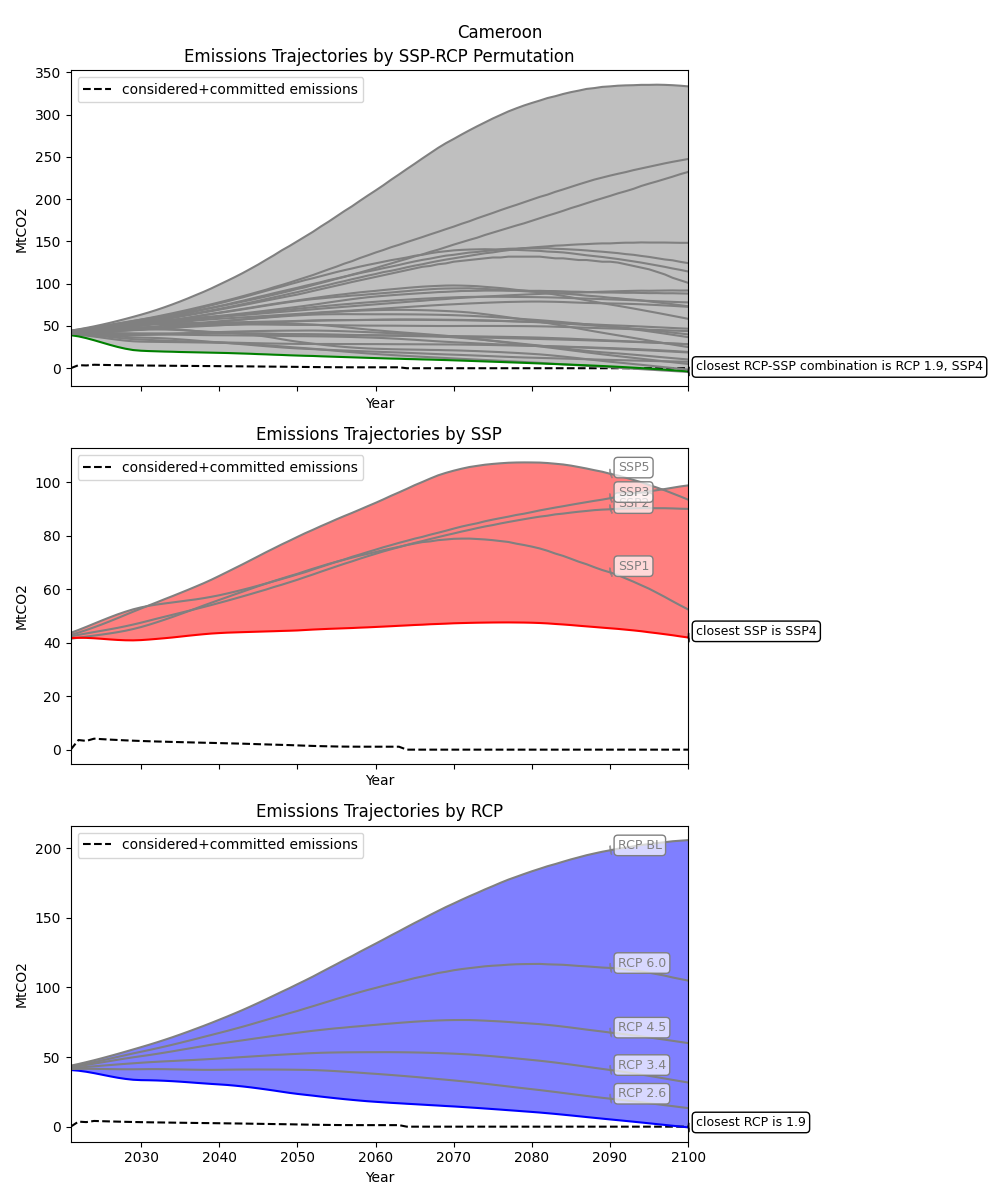 Cameroon
Emissions Trajectories by SSP-RCP Permutation
350
considered+committed emissions
300
250
200
MtCO2
150
100
50
0
closest RCP-SSP combination is RCP 1.9, SSP4
Year
Emissions Trajectories by SSP
considered+committed emissions
SSP5
100
SSP3
SSP2
80
SSP1
60
MtCO2
closest SSP is SSP4
40
20
0
Year
Emissions Trajectories by RCP
considered+committed emissions
RCP BL
200
150
RCP 6.0
MtCO2
100
RCP 4.5
50
RCP 3.4
RCP 2.6
closest RCP is 1.9
0
2030 2040 2050 2060 2070 2080 2090 2100
Year